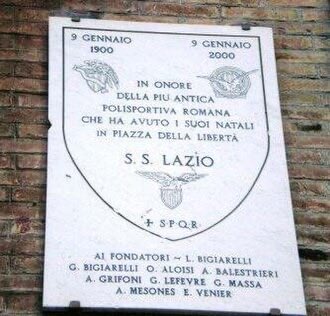 9 GENNAIO 9 GENNAIO
1900 2000
IN ONORE
DELLA PIU ANTICA
POLISPORTIVA ROMANA
CHE HA AVUTO I SUOI NATALI
IN PIAZZA DELLA LIBERTÀ
S. S. LAZIO
S·P·Q·R
AI FONDATORI ~ L. BIGIARELLI
G. BIGIARELLI O. ALOISI A. BALESTRIERI
A. GRIFONI G. LEFEVRE G. MASSA
A. MESONES E. VENIER